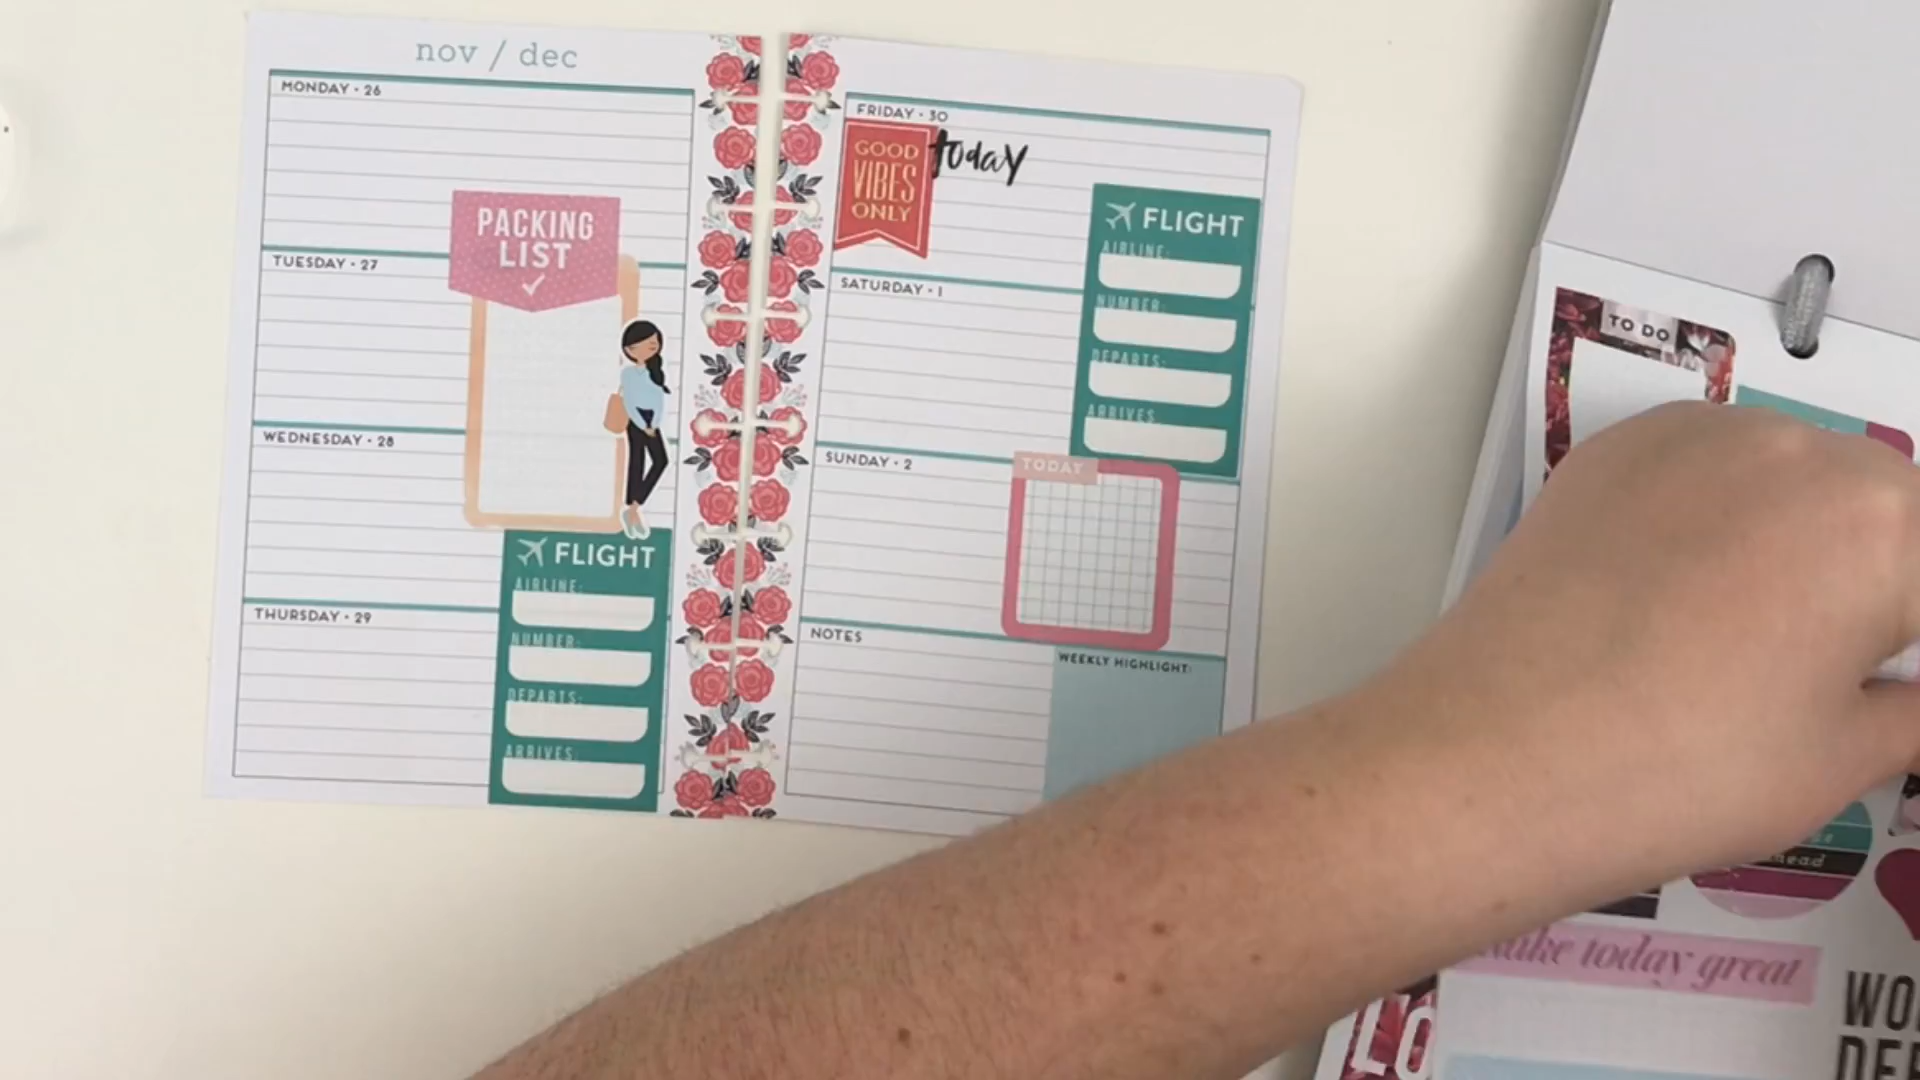 nov / dec
MONDAY • 26
PACKING
LIST
TUESDAY • 27
WEDNESDAY • 28
FLIGHT
AIRLINE:
NUMBER:
DEPARTS:
ARRIVES:
THURSDAY • 29
FRIDAY • 30
GOOD
VIBES
ONLY
today
FLIGHT
AIRLINE:
NUMBER:
DEPARTS:
ARRIVES
SATURDAY • 1
SUNDAY • 2
TODAY
NOTES
WEEKLY HIGHLIGHT:
TO DO
today great